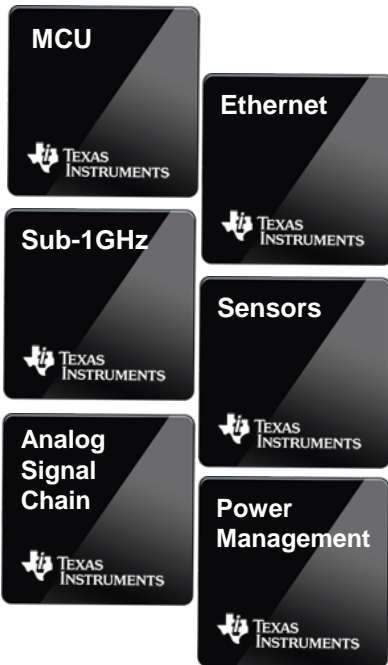 MCU
TEXAS
INSTRUMENTS
Ethernet
TEXAS
INSTRUMENTS
Sub-1GHz
TEXAS
INSTRUMENTS
Sensors
TEXAS
INSTRUMENTS
Analog
Signal
Chain
TEXAS
INSTRUMENTS
Power
Management
TEXAS
INSTRUMENTS